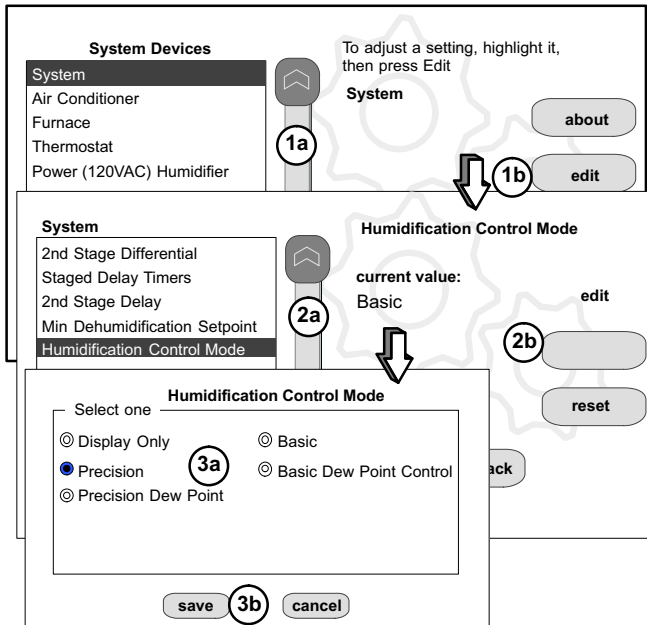 System Devices
System
Air Conditioner
Furnace
Thermostat
Power (120VAC) Humidifier
1a
To adjust a setting, highlight it,
then press Edit
System
about
1b
edit
System
2nd Stage Differential
Staged Delay Timers
2nd Stage Delay
Min Dehumidification Setpoint
Humidification Control Mode
2a
Humidification Control Mode
current value:
Basic
edit
2b
reset
ack
Humidification Control Mode
Select one
Display Only
Basic
Precision
3a
Basic Dew Point Control
Precision Dew Point
save
3b
cancel